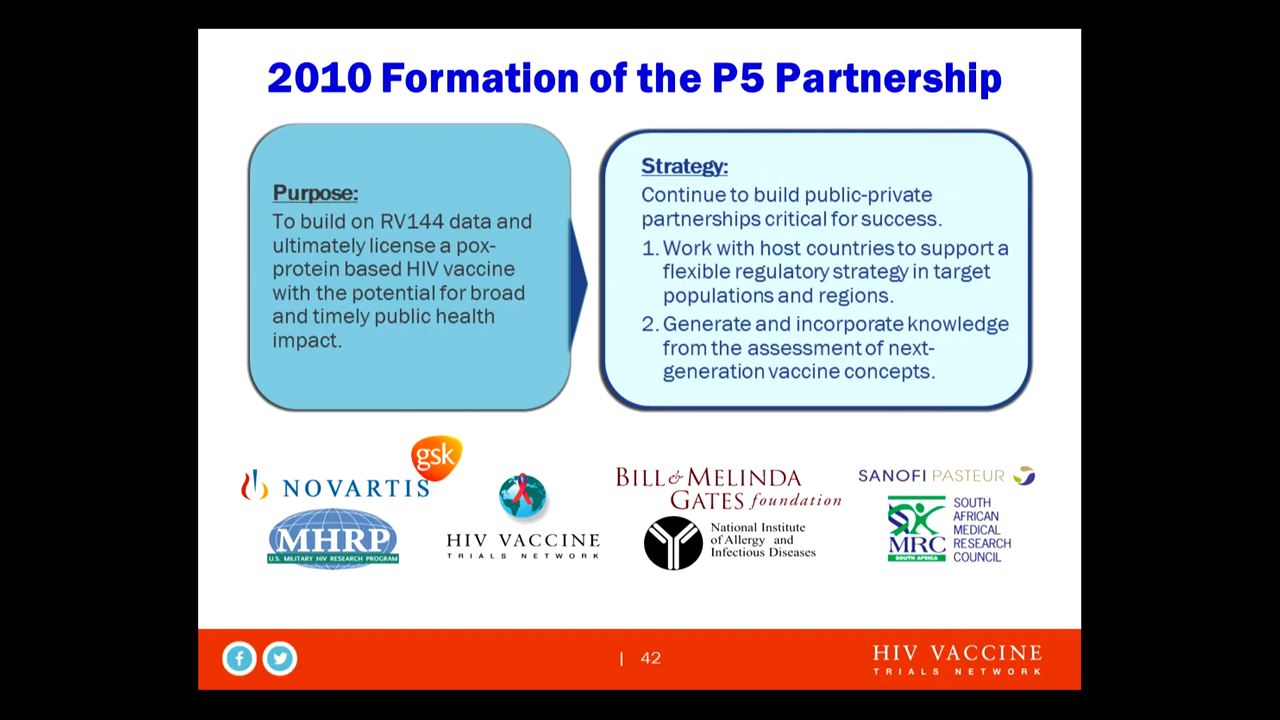 2010 Formation of the P5 Partnership
Purpose:
To build on RV144 data and
ultimately license a pox-
protein based HIV vaccine
with the potential for broad
and timely public health
impact.
Strategy:
Continue to build public-private
partnerships critical for success.
1. Work with host countries to support a
flexible regulatory strategy in target
populations and regions.
2. Generate and incorporate knowledge
from the assessment of next-
generation vaccine concepts.
gsk
NOVARTIS
MHRP
U.S. MILITARY HIV RESEARCH PROGRAM
HIV VACCINE
TRIALS NETWORK
BILL & MELINDA
GATES foundation
National Institute
of Allergy and
Infectious Diseases
SANOFI PASTEUR
MRC
SOUTH AFRICA
SOUTH
AFRICAN
MEDICAL
RESEARCH
COUNCIL
| 42
HIV VACCINE
TRIALS NETWORK